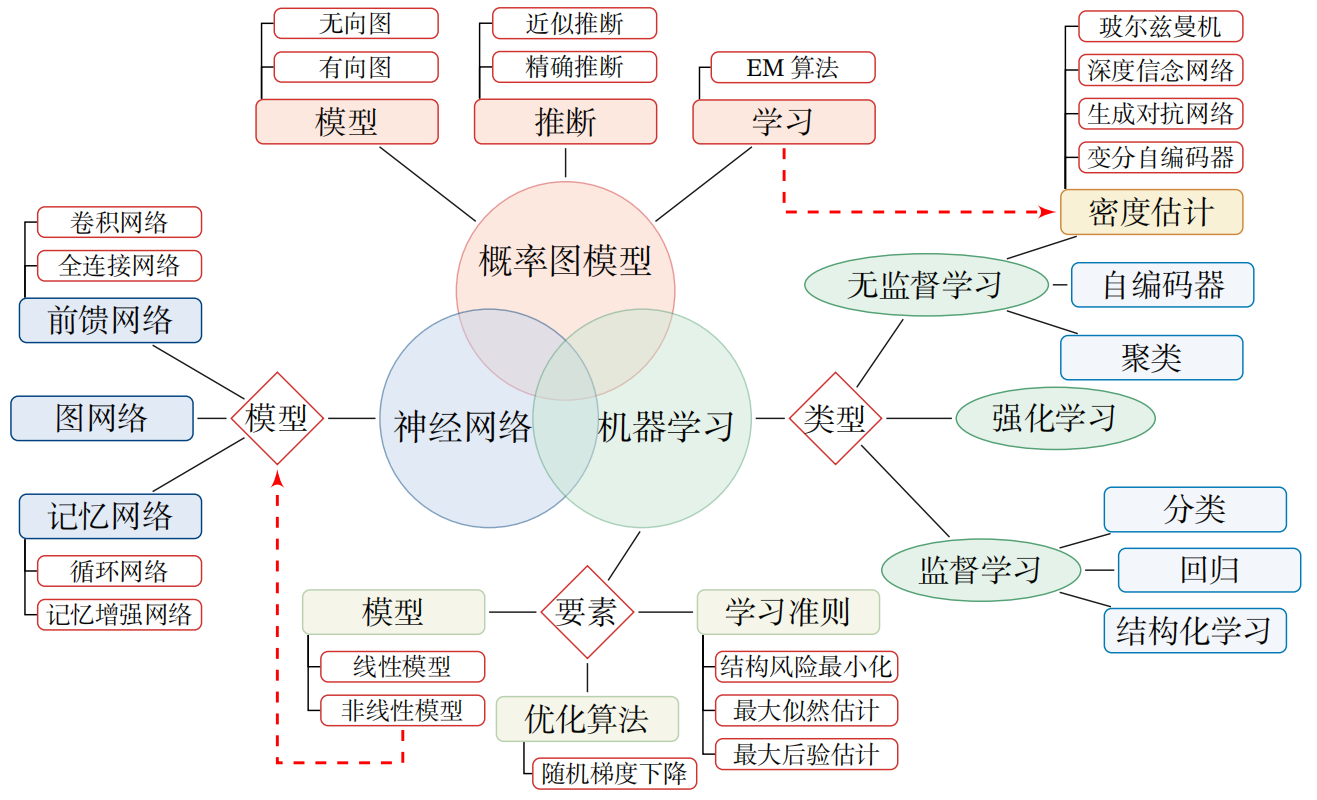 无向图
有向图
模型
近似推断
精确推断
推断
EM 算法
学习
玻尔兹曼机
深度信念网络
生成对抗网络
变分自编码器
密度估计
概率图模型
卷积网络
全连接网络
前馈网络
图网络
模型
记忆网络
循环网络
记忆增强网络
神经网络
机器学习
类型
无监督学习
自编码器
聚类
强化学习
监督学习
分类
回归
结构化学习
要素
模型
线性模型
非线性模型
优化算法
随机梯度下降
学习准则
结构风险最小化
最大似然估计
最大后验估计